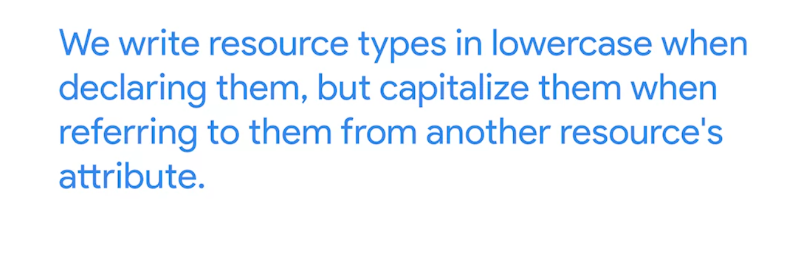 We write resource types in lowercase when
declaring them, but capitalize them when
referring to them from another resource's
attribute.